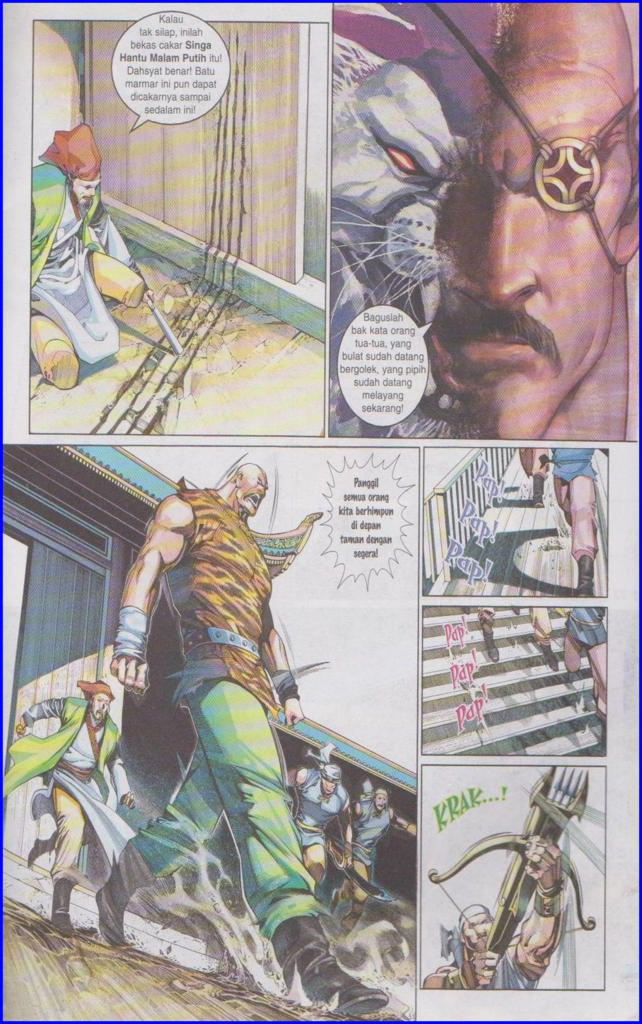 Kalau
tak silap, inilah
bekas cakar Singa
Hantu Malam Putih itu!
Dahsyat benar! Batu
marmar ini pun dapat
dicakarnya sampai
sedalam ini!
Baguslah
bak kata orang
tua-tua, yang
bulat sudah datang
bergolek, yang pipih
sudah datang
melayang
sekarang!
Panggil
semua orang
kita berhimpun
di depan
taman dengan
segera!
Pap!
Pap!
Pap!
Pap!
Pap!
Pap!
KRAK...!